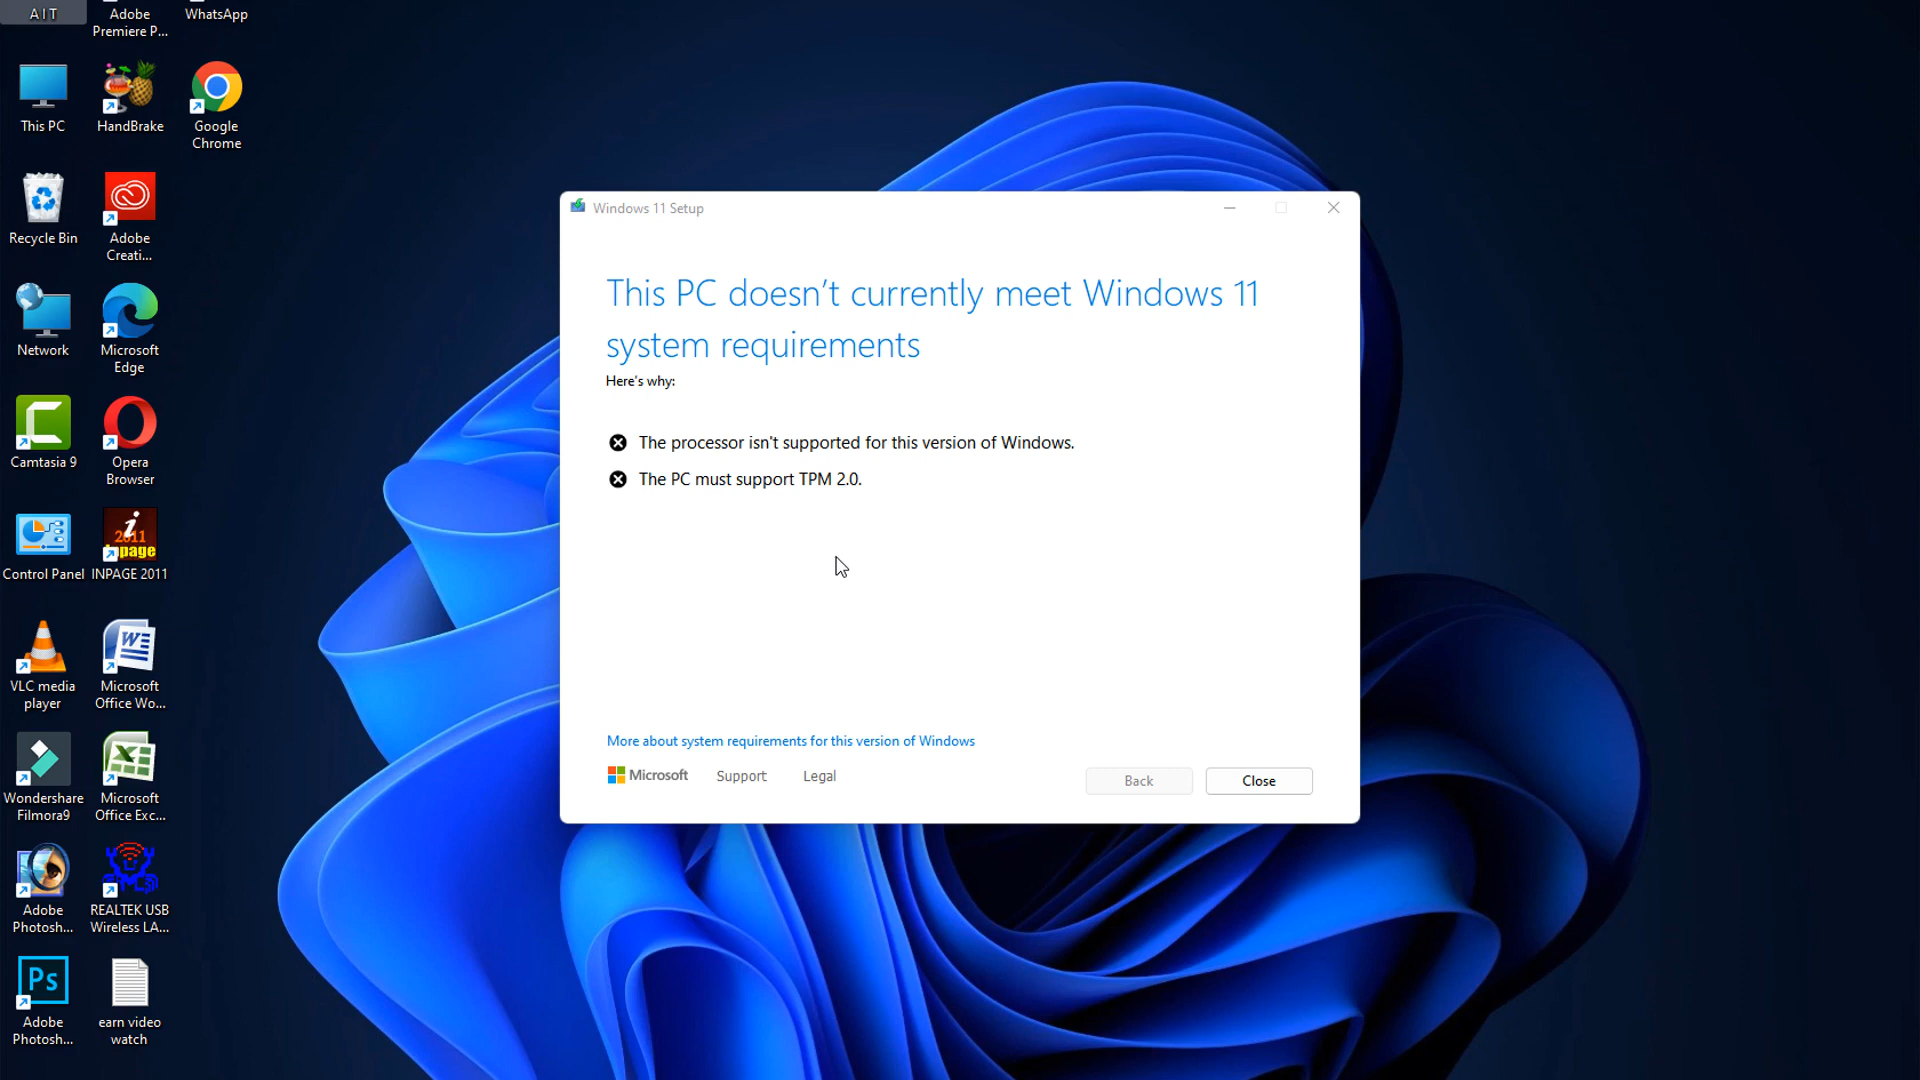 A I T
Adobe
Premiere P...
WhatsApp
This PC
HandBrake
Google
Chrome
Recycle Bin
Adobe
Creati...
Network
Microsoft
Edge
Camtasia 9
Opera
Browser
Control Panel
i
2011
inpage
INPAGE 2011
VLC media
player
W
Microsoft
Office Wo...
Wondershare
Filmora9
X
Microsoft
Office Exc...
Adobe
Photosh...
REALTEK USB
Wireless LA...
Ps
Adobe
Photosh...
earn video
watch
Windows 11 Setup
This PC doesn’t currently meet Windows 11
system requirements
Here's why:
The processor isn't supported for this version of Windows.
The PC must support TPM 2.0.
More about system requirements for this version of Windows
Microsoft
Support
Legal
Back
Close